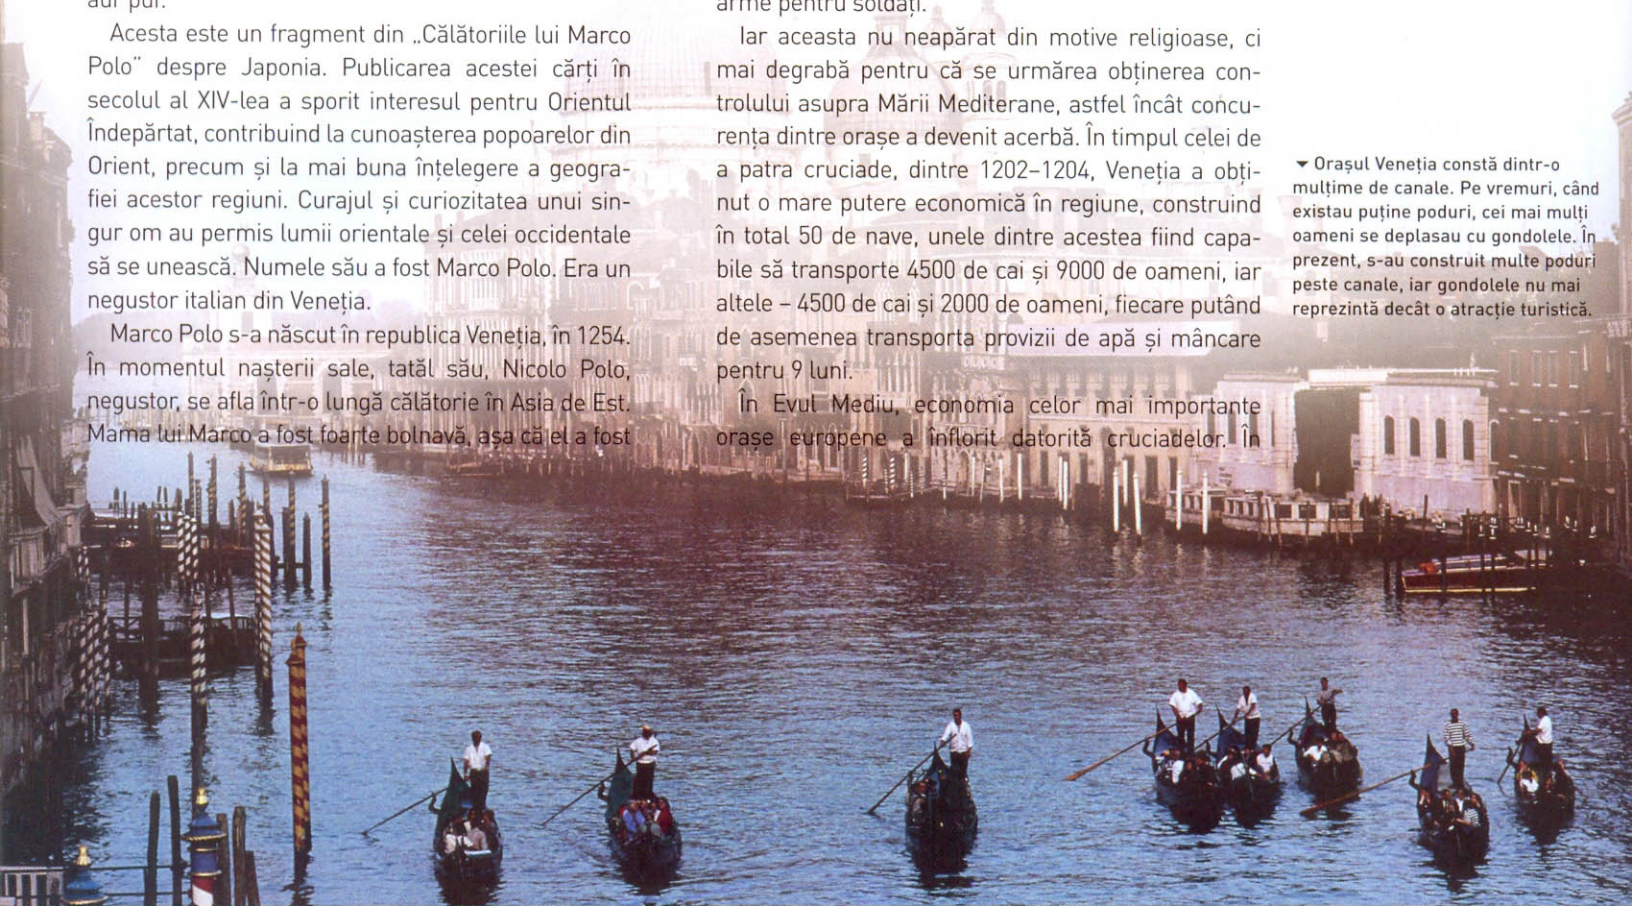 aur pur.
Acesta este un fragment din „Călătoriile lui Marco
Polo" despre Japonia. Publicarea acestei cărți în
secolul al XIV-lea a sporit interesul pentru Orientul
Îndepărtat, contribuind la cunoașterea popoarelor din
Orient, precum și la mai buna înțelegere a geogra-
fiei acestor regiuni. Curajul și curiozitatea unui sin-
gur om au permis lumii orientale și celei occidentale
să se unească. Numele său a fost Marco Polo. Era un
negustor italian din Veneția.
Marco Polo s-a născut în republica Veneția, în 1254.
În momentul nașterii sale, tatăl său, Nicolo Polo,
negustor, se afla într-o lungă călătorie în Asia de Est.
Mama lui Marco a fost foarte bolnavă, așa că el a fost
arme pentru soldați.
Iar aceasta nu neapărat din motive religioase, ci
mai degrabă pentru că se urmărea obținerea con-
trolului asupra Mării Mediterane, astfel încât concu-
rența dintre orașe a devenit acerbă. În timpul celei de
a patra cruciade, dintre 1202–1204, Veneția a obți-
nut o mare putere economică în regiune, construind
în total 50 de nave, unele dintre acestea fiind capa-
bile să transporte 4500 de cai și 9000 de oameni, iar
altele – 4500 de cai și 2000 de oameni, fiecare putând
de asemenea transporta provizii de apă și mâncare
pentru 9 luni.
În Evul Mediu, economia celor mai importante
orașe europene a înflorit datorită cruciadelor. În
▾ Orașul Veneția constă dintr-o
mulțime de canale. Pe vremuri, când
existau puține poduri, cei mai mulți
oameni se deplasau cu gondolele. În
prezent, s-au construit multe poduri
peste canale, iar gondolele nu mai
reprezintă decât o atracție turistică.